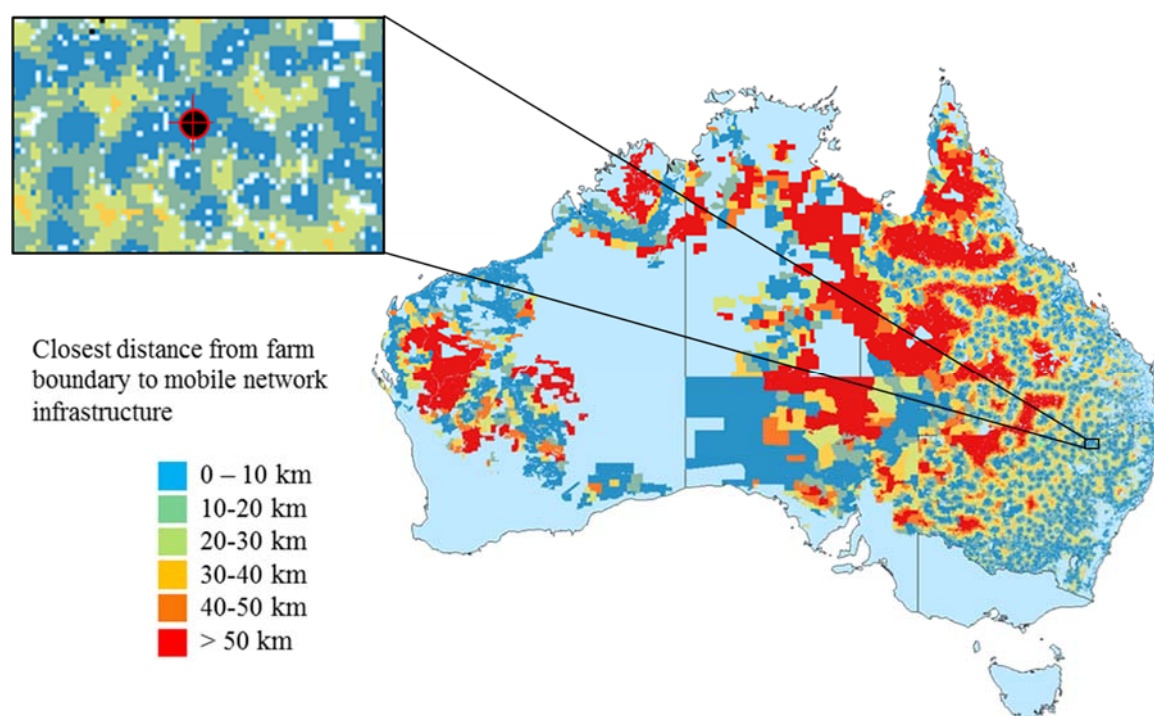 Closest distance from farm
boundary to mobile network
infrastructure
0 – 10 km
10-20 km
20-30 km
30-40 km
40-50 km
> 50 km